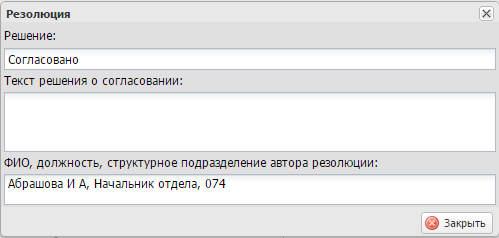 Резолюция
Решение:
Согласовано
Текст решения о согласовании:
ФИО, должность, структурное подразделение автора резолюции:
Абрашова И А, Начальник отдела, 074
Закрыть